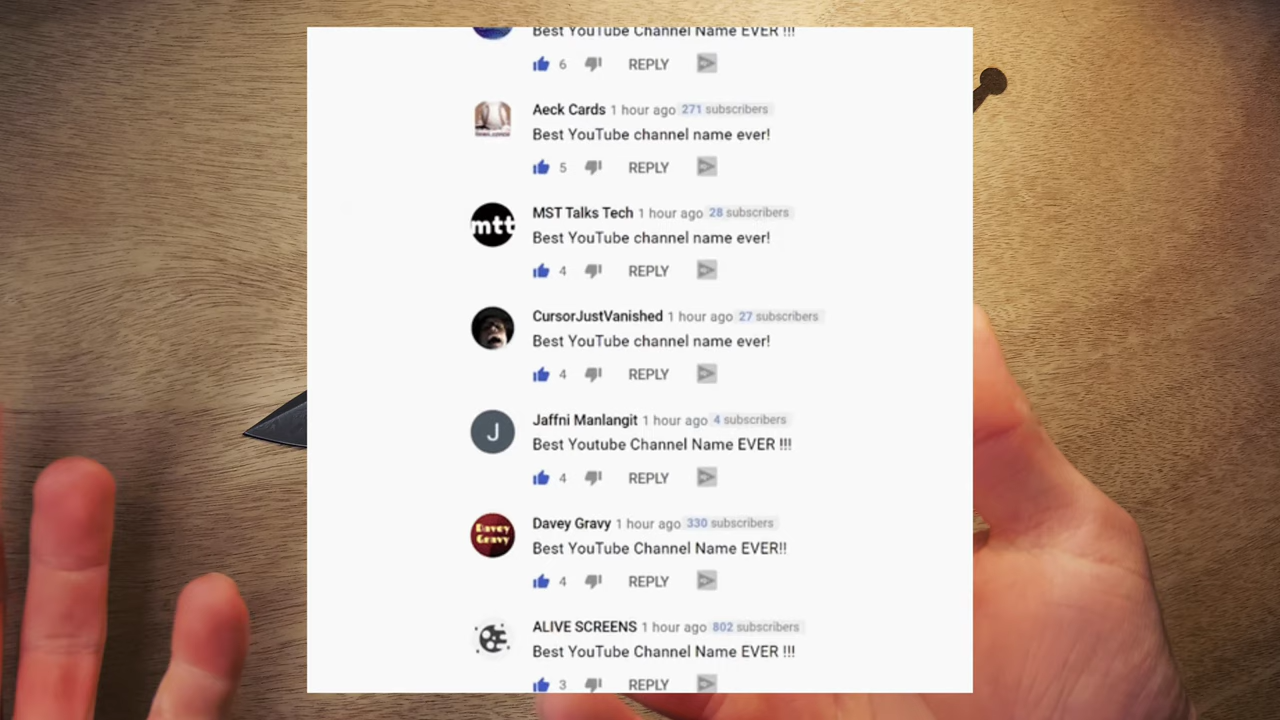 Best YouTube Channel Name EVER !!!
6 REPLY
Aeck Cards 1 hour ago 271 subscribers
Best YouTube channel name ever!
5 REPLY
mtt
MST Talks Tech 1 hour ago 28 subscribers
Best YouTube channel name ever!
4 REPLY
CursorJustVanished 1 hour ago 27 subscribers
Best YouTube channel name ever!
4 REPLY
J
Jaffni Manlangit 1 hour ago 4 subscribers
Best Youtube Channel Name EVER !!!
4 REPLY
Davey
Gravy
Davey Gravy 1 hour ago 330 subscribers
Best YouTube Channel Name EVER!!
4 REPLY
ALIVE SCREENS 1 hour ago 802 subscribers
Best YouTube Channel Name EVER !!!
3 REPLY